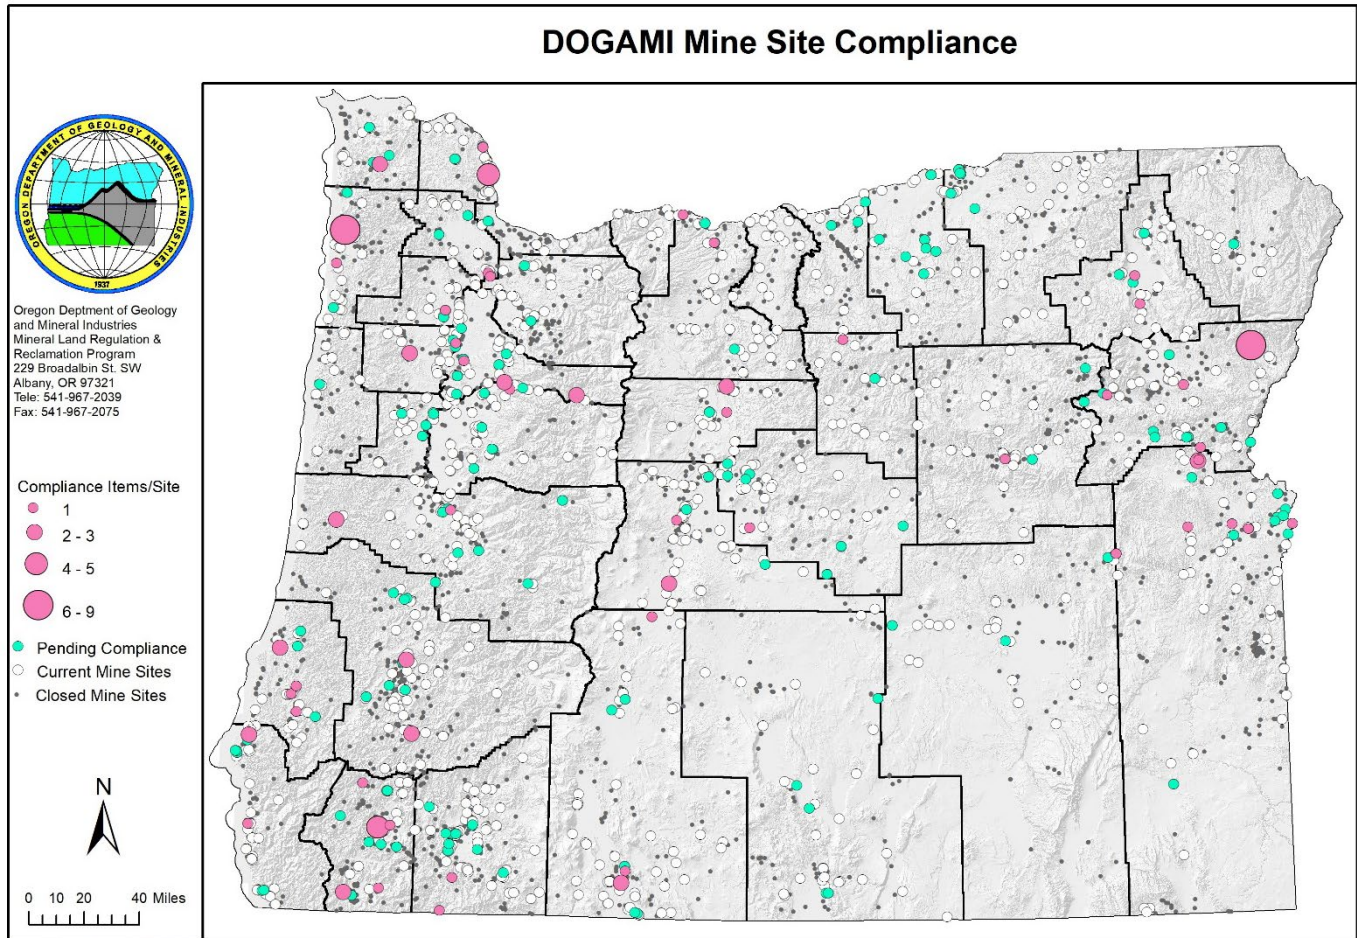 DOGAMI Mine Site Compliance
OREGON DEPARTMENT OF GEOLOGY AND MINERAL INDUSTRIES
1937
Oregon Deptment of Geology
and Mineral Industries
Mineral Land Regulation &
Reclamation Program
229 Broadalbin St. SW
Albany, OR 97321
Tele: 541-967-2039
Fax: 541-967-2075
Compliance Items/Site
1
2 - 3
4 - 5
6 - 9
Pending Compliance
Current Mine Sites
Closed Mine Sites
N
0 10 20 40 Miles